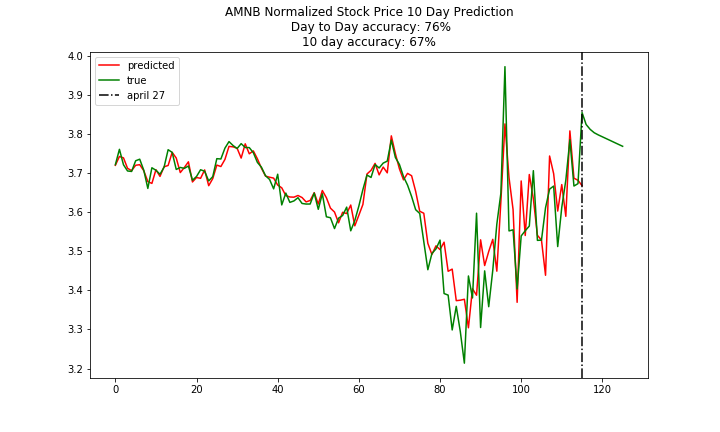 AMNB Normalized Stock Price 10 Day Prediction
Day to Day accuracy: 76%
10 day accuracy: 67%
predicted
true
april 27
4.0
3.9
3.8
3.7
3.6
3.5
3.4
3.3
3.2
0 20 40 60 80 100 120